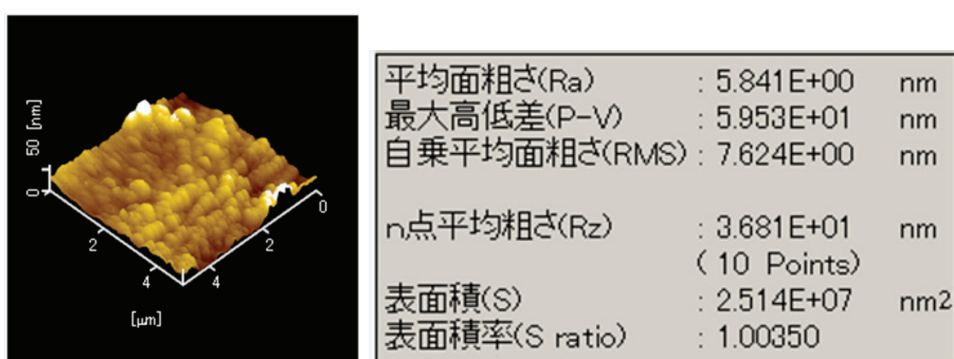 50 [nm]
0
2
4
[μm]
4
2
0
平均面粗さ(Ra) : 5.841E+00 nm
最大高低差(P-V) : 5.953E+01 nm
自乗平均面粗さ(RMS) : 7.624E+00 nm
n点平均粗さ(Rz) : 3.681E+01 nm
( 10 Points)
表面積(S) : 2.514E+07 nm2
表面積率(S ratio) : 1.00350